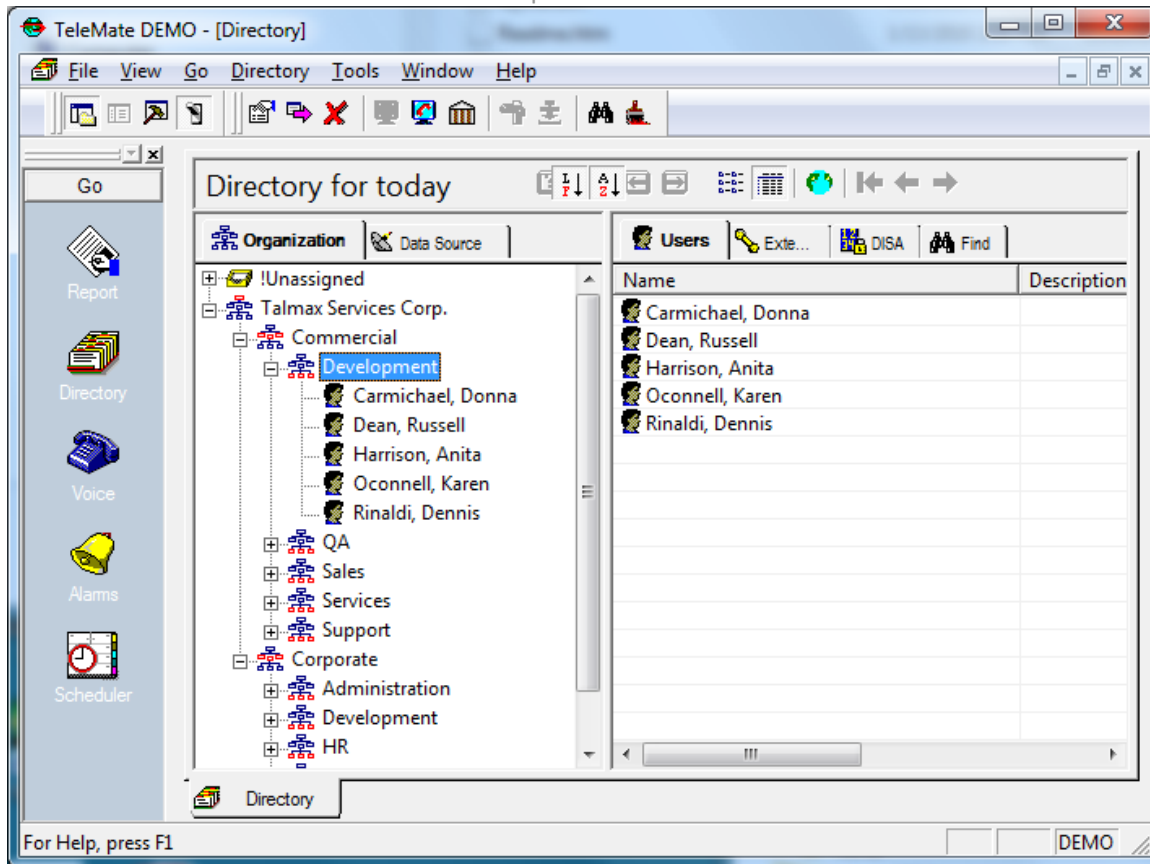 TeleMate DEMO - [Directory]
File View Go Directory Tools Window Help
Go
Report
Directory
Voice
Alarms
Scheduler
Directory for today
Organization Data Source
!Unassigned
Talmax Services Corp.
Commercial
Development
Carmichael, Donna
Dean, Russell
Harrison, Anita
Oconnell, Karen
Rinaldi, Dennis
QA
Sales
Services
Support
Corporate
Administration
Development
HR
Users Exte... DISA Find
Name Description
Carmichael, Donna
Dean, Russell
Harrison, Anita
Oconnell, Karen
Rinaldi, Dennis
Directory
For Help, press F1 DEMO